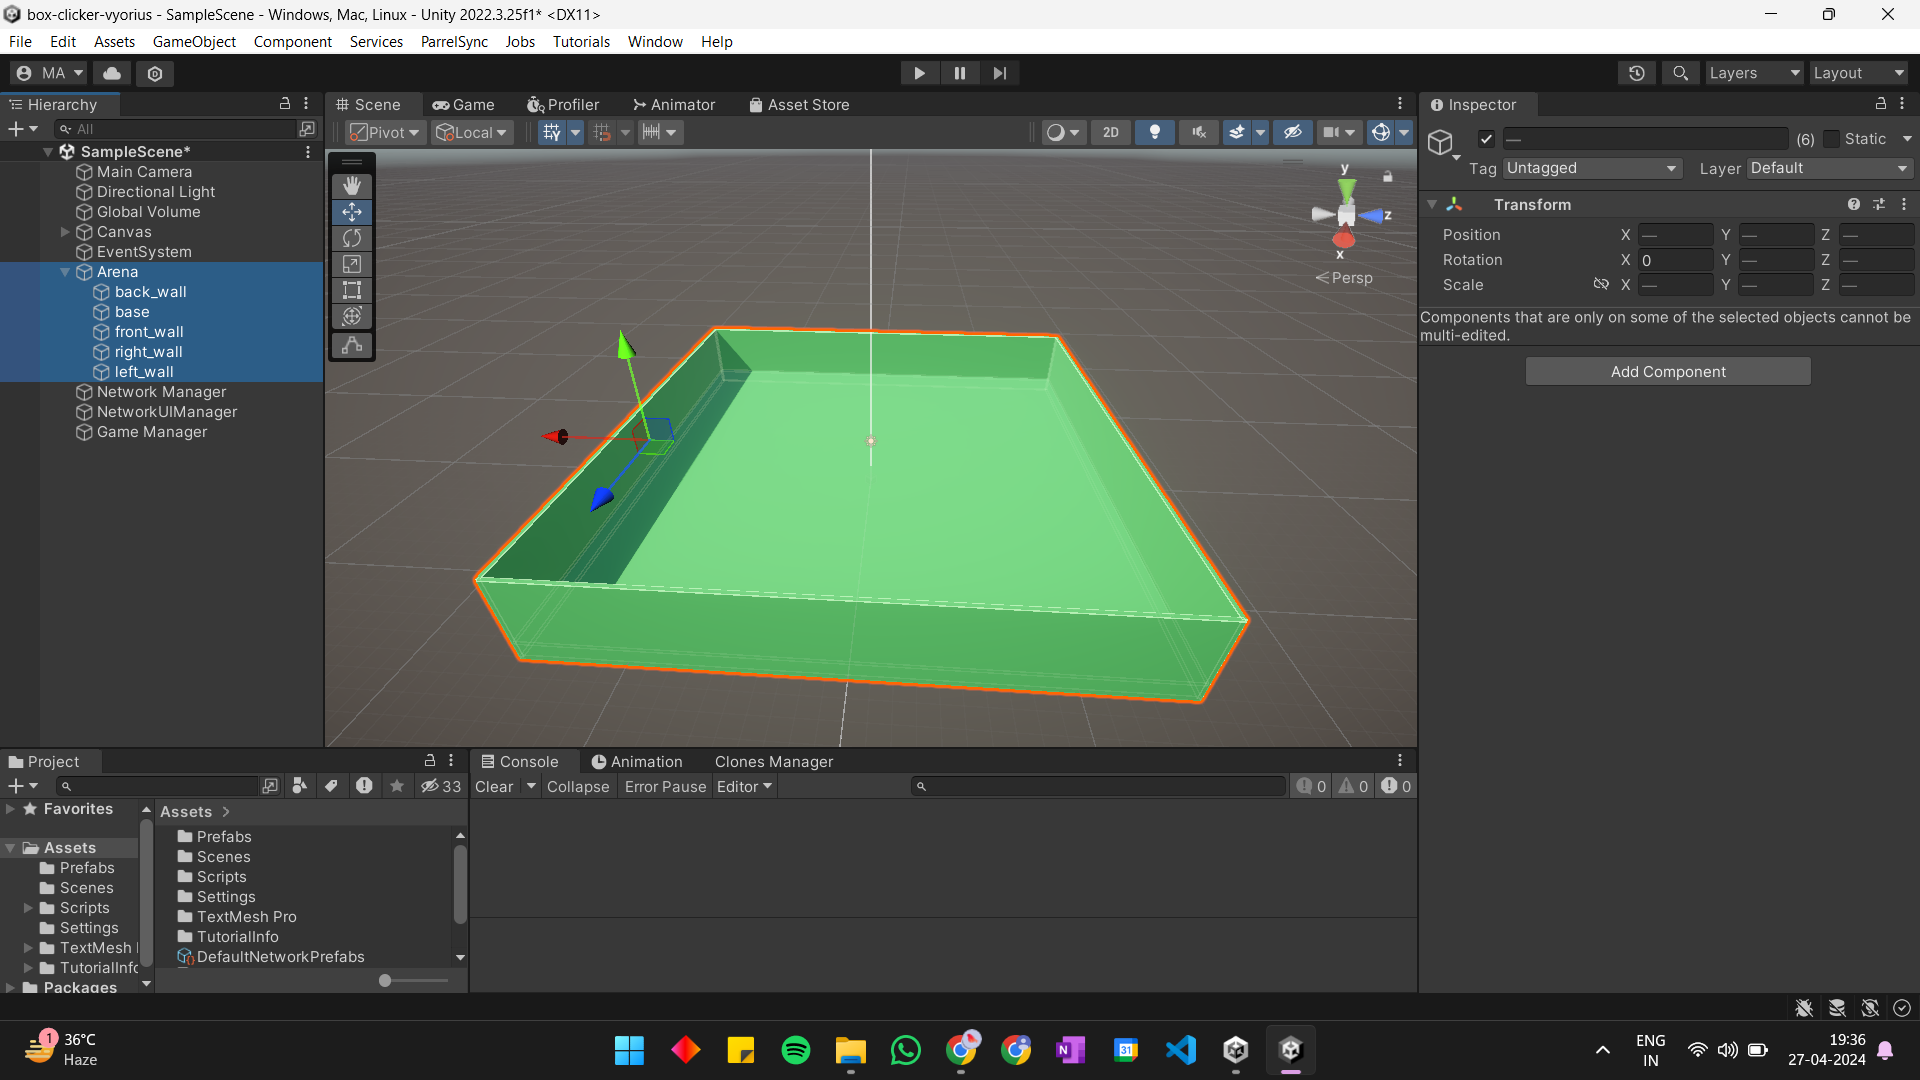 box-clicker-vyorius - SampleScene - Windows, Mac, Linux - Unity 2022.3.25f1* <DX11>
File Edit Assets GameObject Component Services ParrelSync Jobs Tutorials Window Help
MA
Layers Layout
Hierarchy
All
SampleScene*
Main Camera
Directional Light
Global Volume
Canvas
EventSystem
Arena
back_wall
base
front_wall
right_wall
left_wall
Network Manager
NetworkUIManager
Game Manager
Scene Game Profiler Animator Asset Store
Pivot Local 2D
y
z
x
Persp
Inspector
— (6) Static
Tag Untagged Layer Default
Transform
Position X — Y — Z —
Rotation X 0 Y — Z —
Scale X — Y — Z —
Components that are only on some of the selected objects cannot be
multi-edited.
Add Component
Project
33
Favorites
Assets
Prefabs
Scenes
Scripts
Settings
TextMesh
TutorialInfo
Packages
Assets >
Prefabs
Scenes
Scripts
Settings
TextMesh Pro
TutorialInfo
DefaultNetworkPrefabs
Console Animation Clones Manager
Clear Collapse Error Pause Editor 0 0 0
1
36°C
Haze
31
N
ENG
IN
19:36
27-04-2024